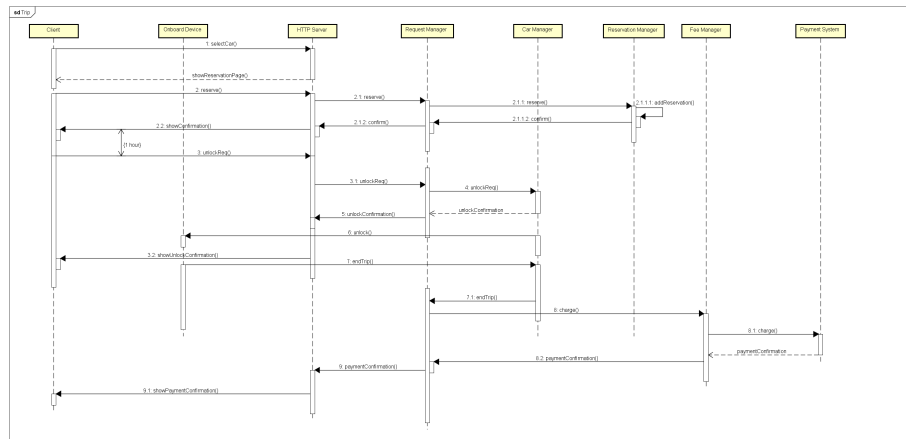 sd Trip
Client
Onboard Device
HTTP Server
Request Manager
Car Manager
Reservation Manager
Fee Manager
Payment System
1: selectCar()
showReservationPage()
2: reserve()
2.1: reserve()
2.1.1: reserve()
2.1.1.1: addReservation()
2.1.1.2: confirm()
2.1.2: confirm()
2.2: showConfirmation()
{1 hour}
3: unlockReq()
3.1: unlockReq()
4: unlockReq()
unlockConfirmation
5: unlockConfirmation()
6: unlock()
3.2: showUnlockConfirmation()
7: endTrip()
7.1: endTrip()
8: charge()
8.1: charge()
paymentConfirmation
8.2: paymentConfirmation()
9: paymentConfirmation()
9.1: showPaymentConfirmation()